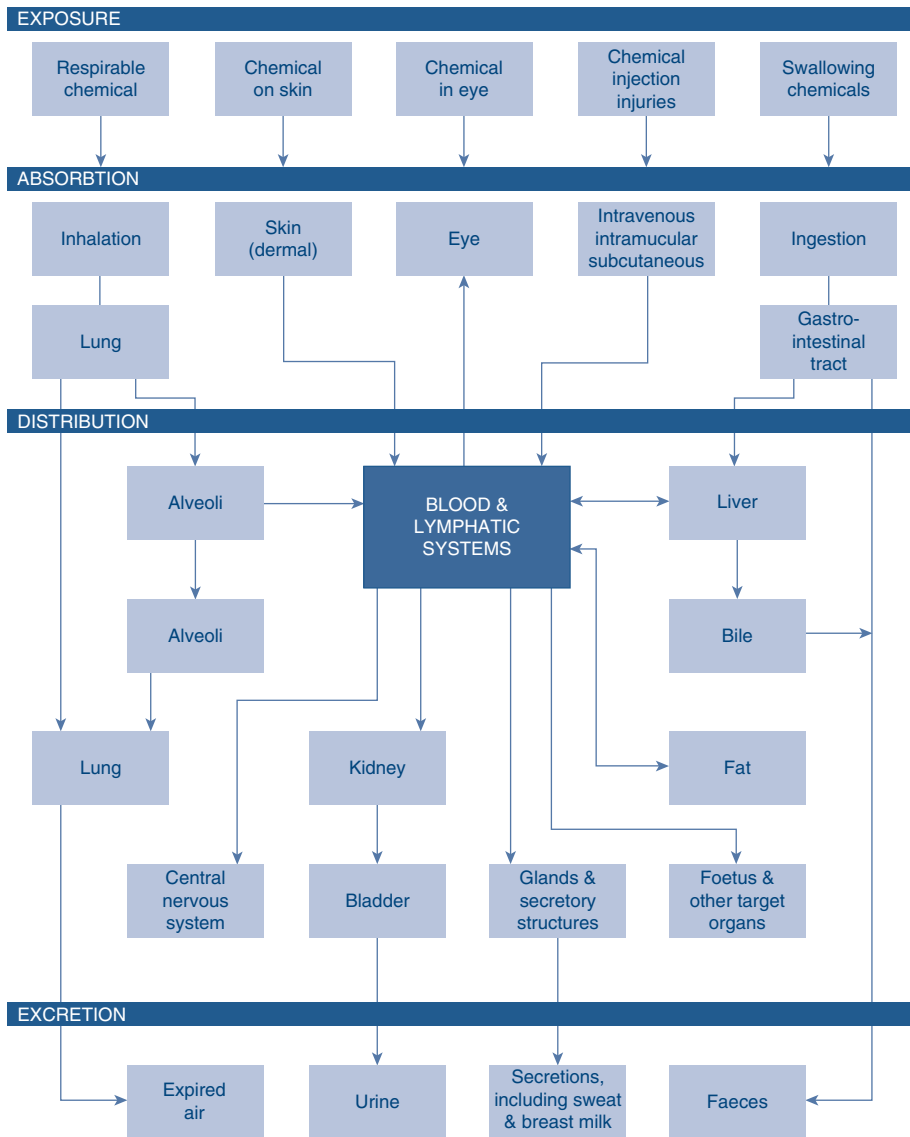 EXPOSURE
Respirable
chemical
Chemical
on skin
Chemical
in eye
Chemical
injection
injuries
Swallowing
chemicals
ABSORBTION
Inhalation
Skin
(dermal)
Eye
Intravenous
intramucular
subcutaneous
Ingestion
Lung
Gastro-
intestinal
tract
DISTRIBUTION
Alveoli
BLOOD &
LYMPHATIC
SYSTEMS
Liver
Alveoli
Bile
Lung
Kidney
Fat
Central
nervous
system
Bladder
Glands &
secretory
structures
Foetus &
other target
organs
EXCRETION
Expired
air
Urine
Secretions,
including sweat
& breast milk
Faeces